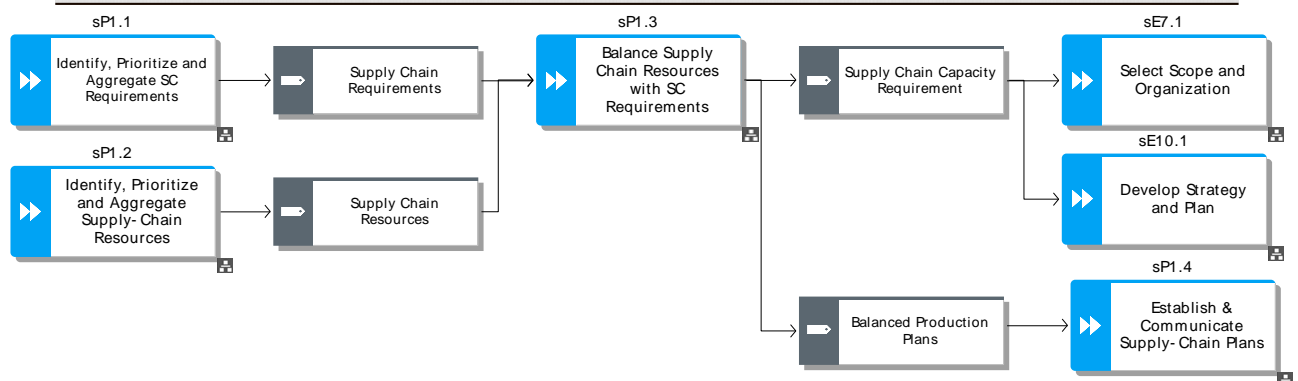 sP1.1
Identify, Prioritize and
Aggregate SC
Requirements
Supply Chain
Requirements
sP1.3
Balance Supply
Chain Resources
with SC
Requirements
Supply Chain Capacity
Requirement
sE7.1
Select Scope and
Organization
sP1.2
Identify, Prioritize
and Aggregate
Supply-Chain
Resources
Supply Chain
Resources
sE10.1
Develop Strategy
and Plan
Balanced Production
Plans
sP1.4
Establish &
Communicate
Supply-Chain Plans